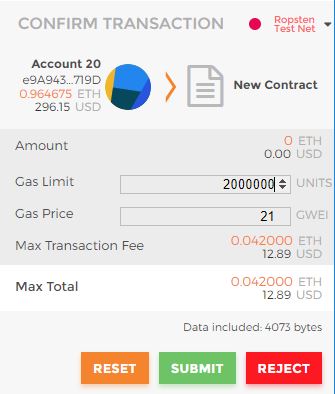 CONFIRM TRANSACTION
Ropsten
Test Net
Account 20
e9A943...719D
0.964675 ETH
296.15 USD
New Contract
Amount
0 ETH
0.00 USD
Gas Limit
2000000 UNITS
Gas Price
21 GWEI
Max Transaction Fee
0.042000 ETH
12.89 USD
Max Total
0.042000 ETH
12.89 USD
Data included: 4073 bytes
RESET SUBMIT REJECT